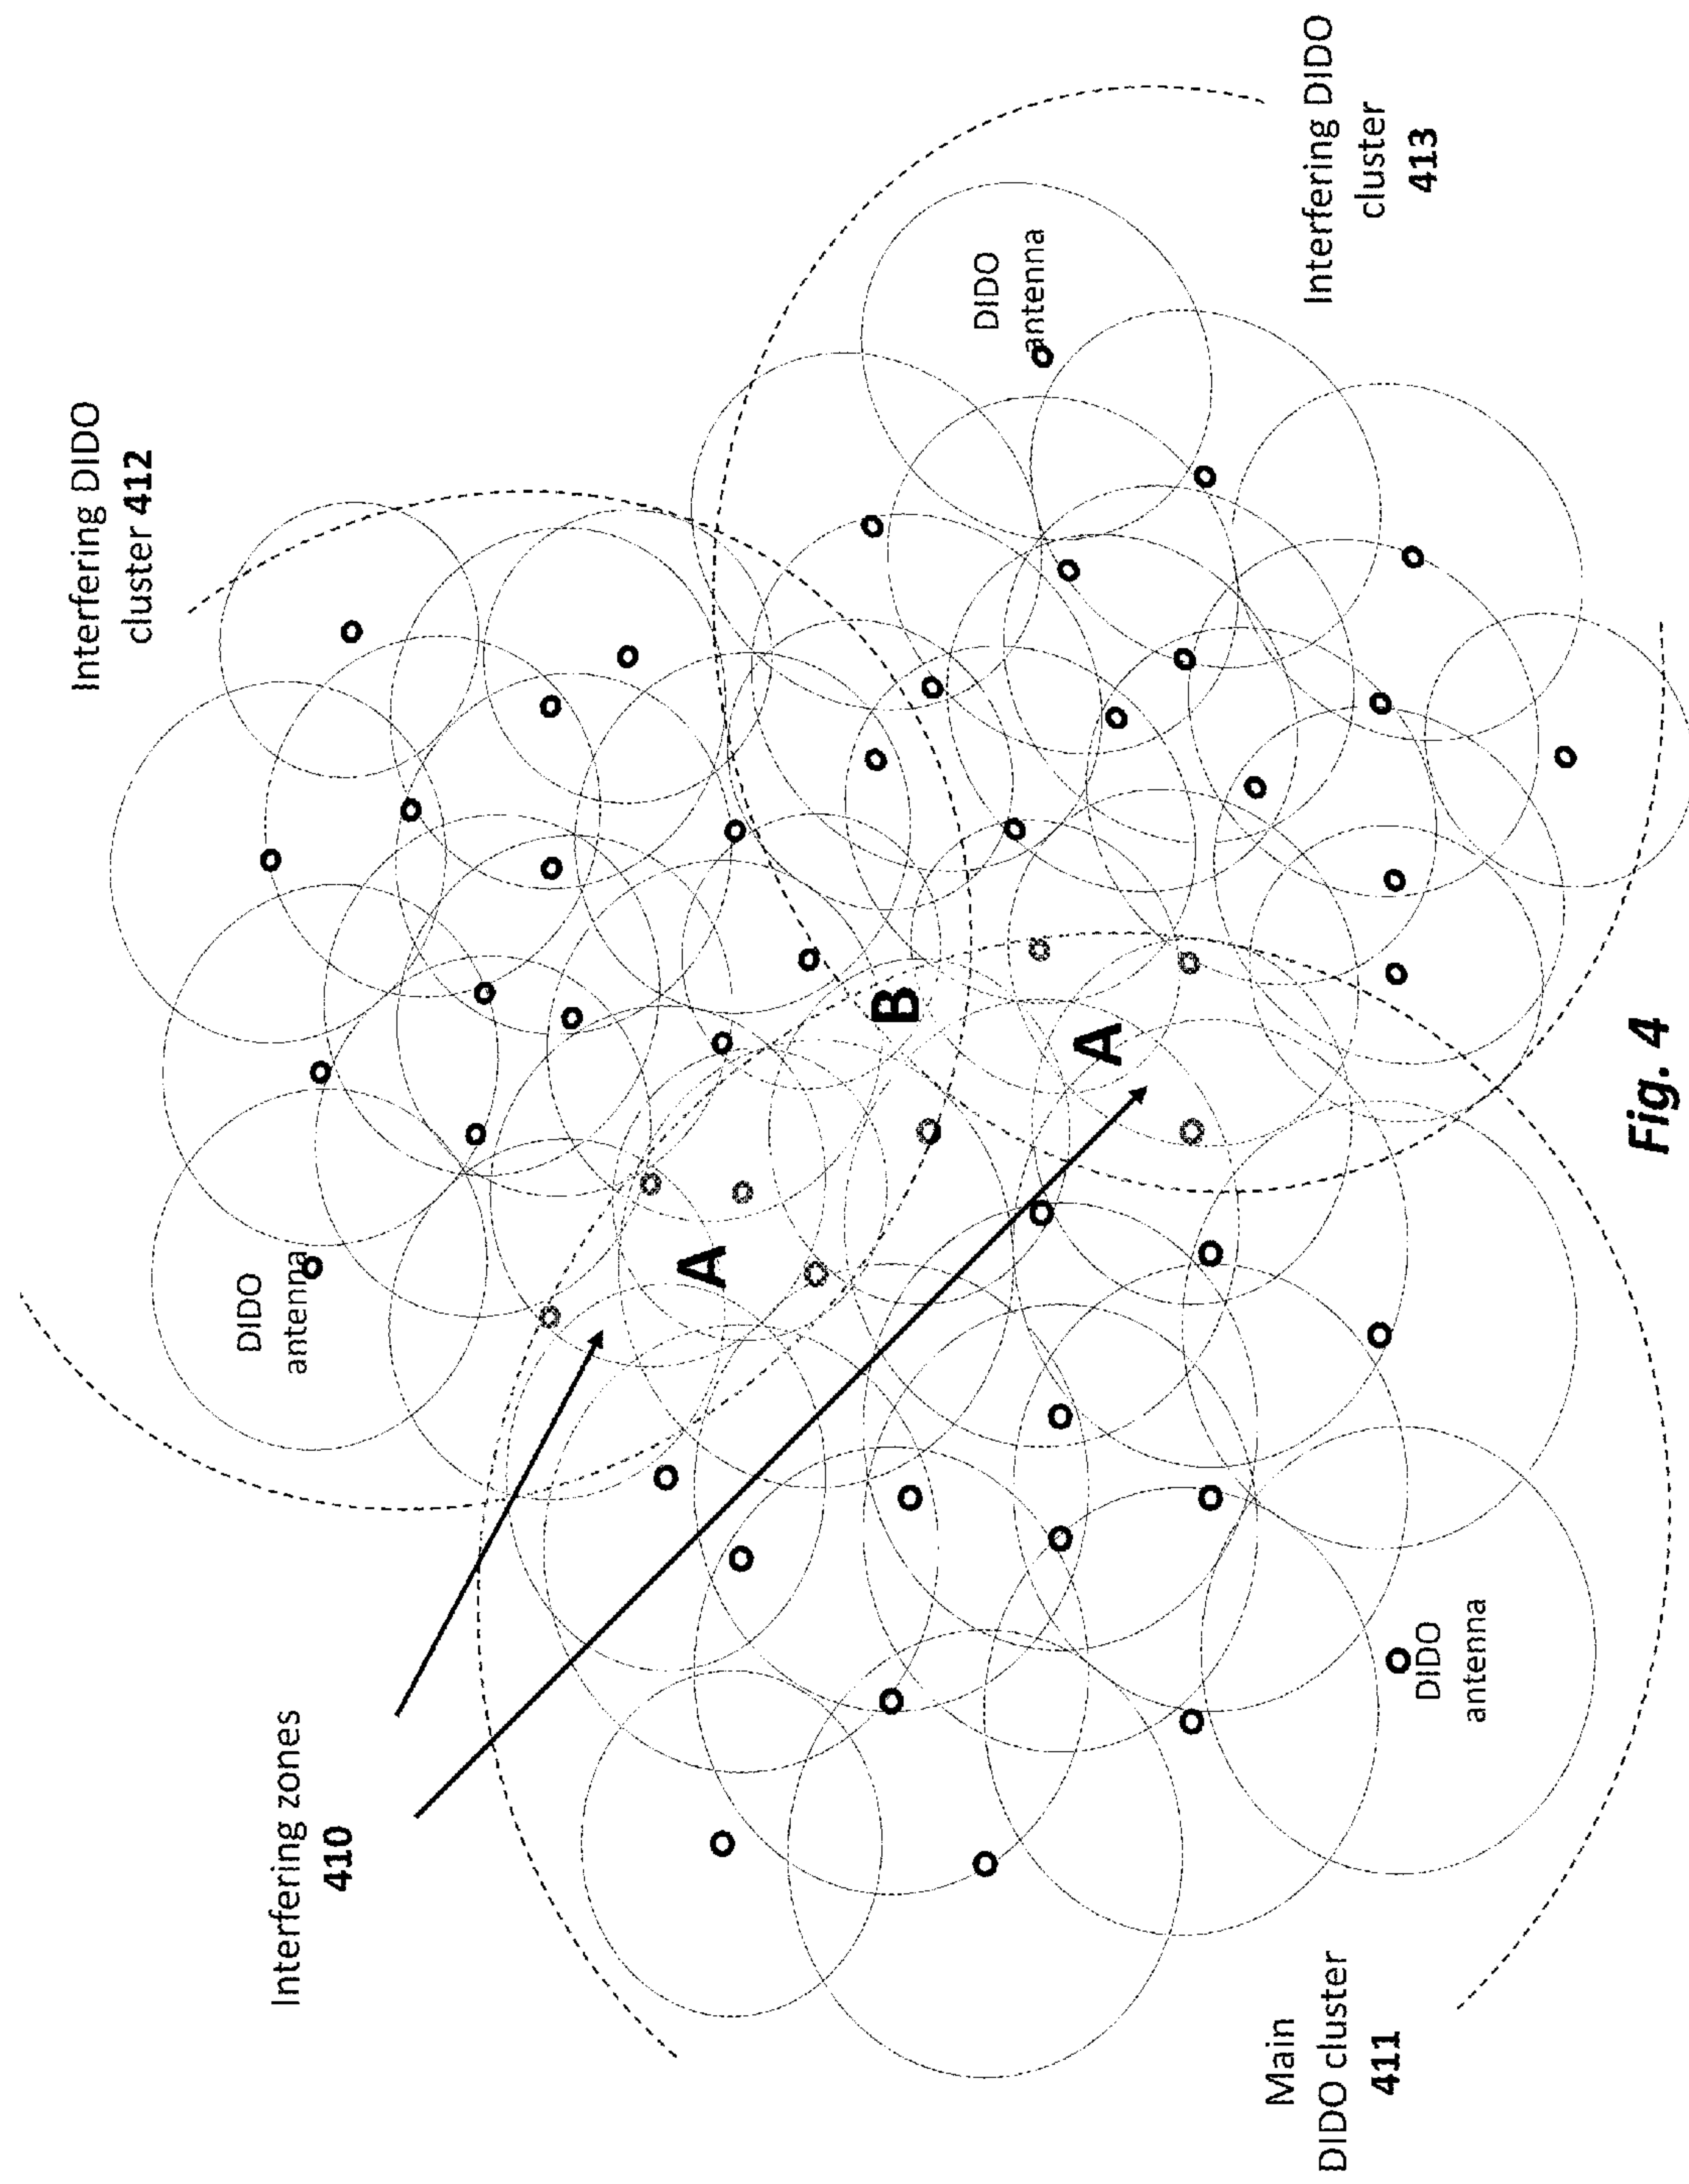 Interfering DIDO
cluster 412
Interfering zones
410
DIDO
antenna
A
B
DIDO
antenna
A
Main
DIDO cluster
411
DIDO
antenna
Interfering DIDO
cluster
413
Fig. 4